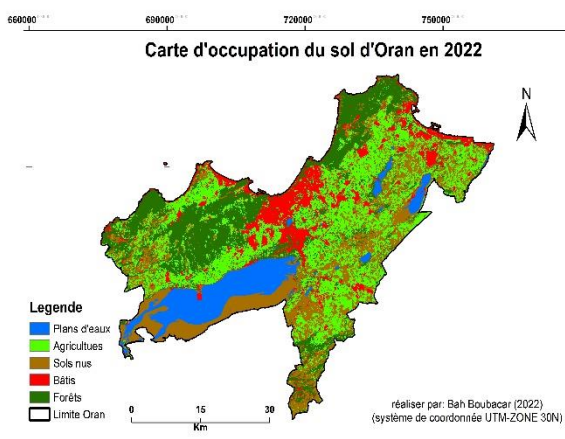 660000 690000 720000 750000
Carte d'occupation du sol d'Oran en 2022
N
Legende
Plans d'eaux
Agricultues
Sols nus
Bâtis
Forêts
Limite Oran
0 15 30
Km
réaliser par: Bah Boubacar (2022)
(système de coordonnée UTM-ZONE 30N)